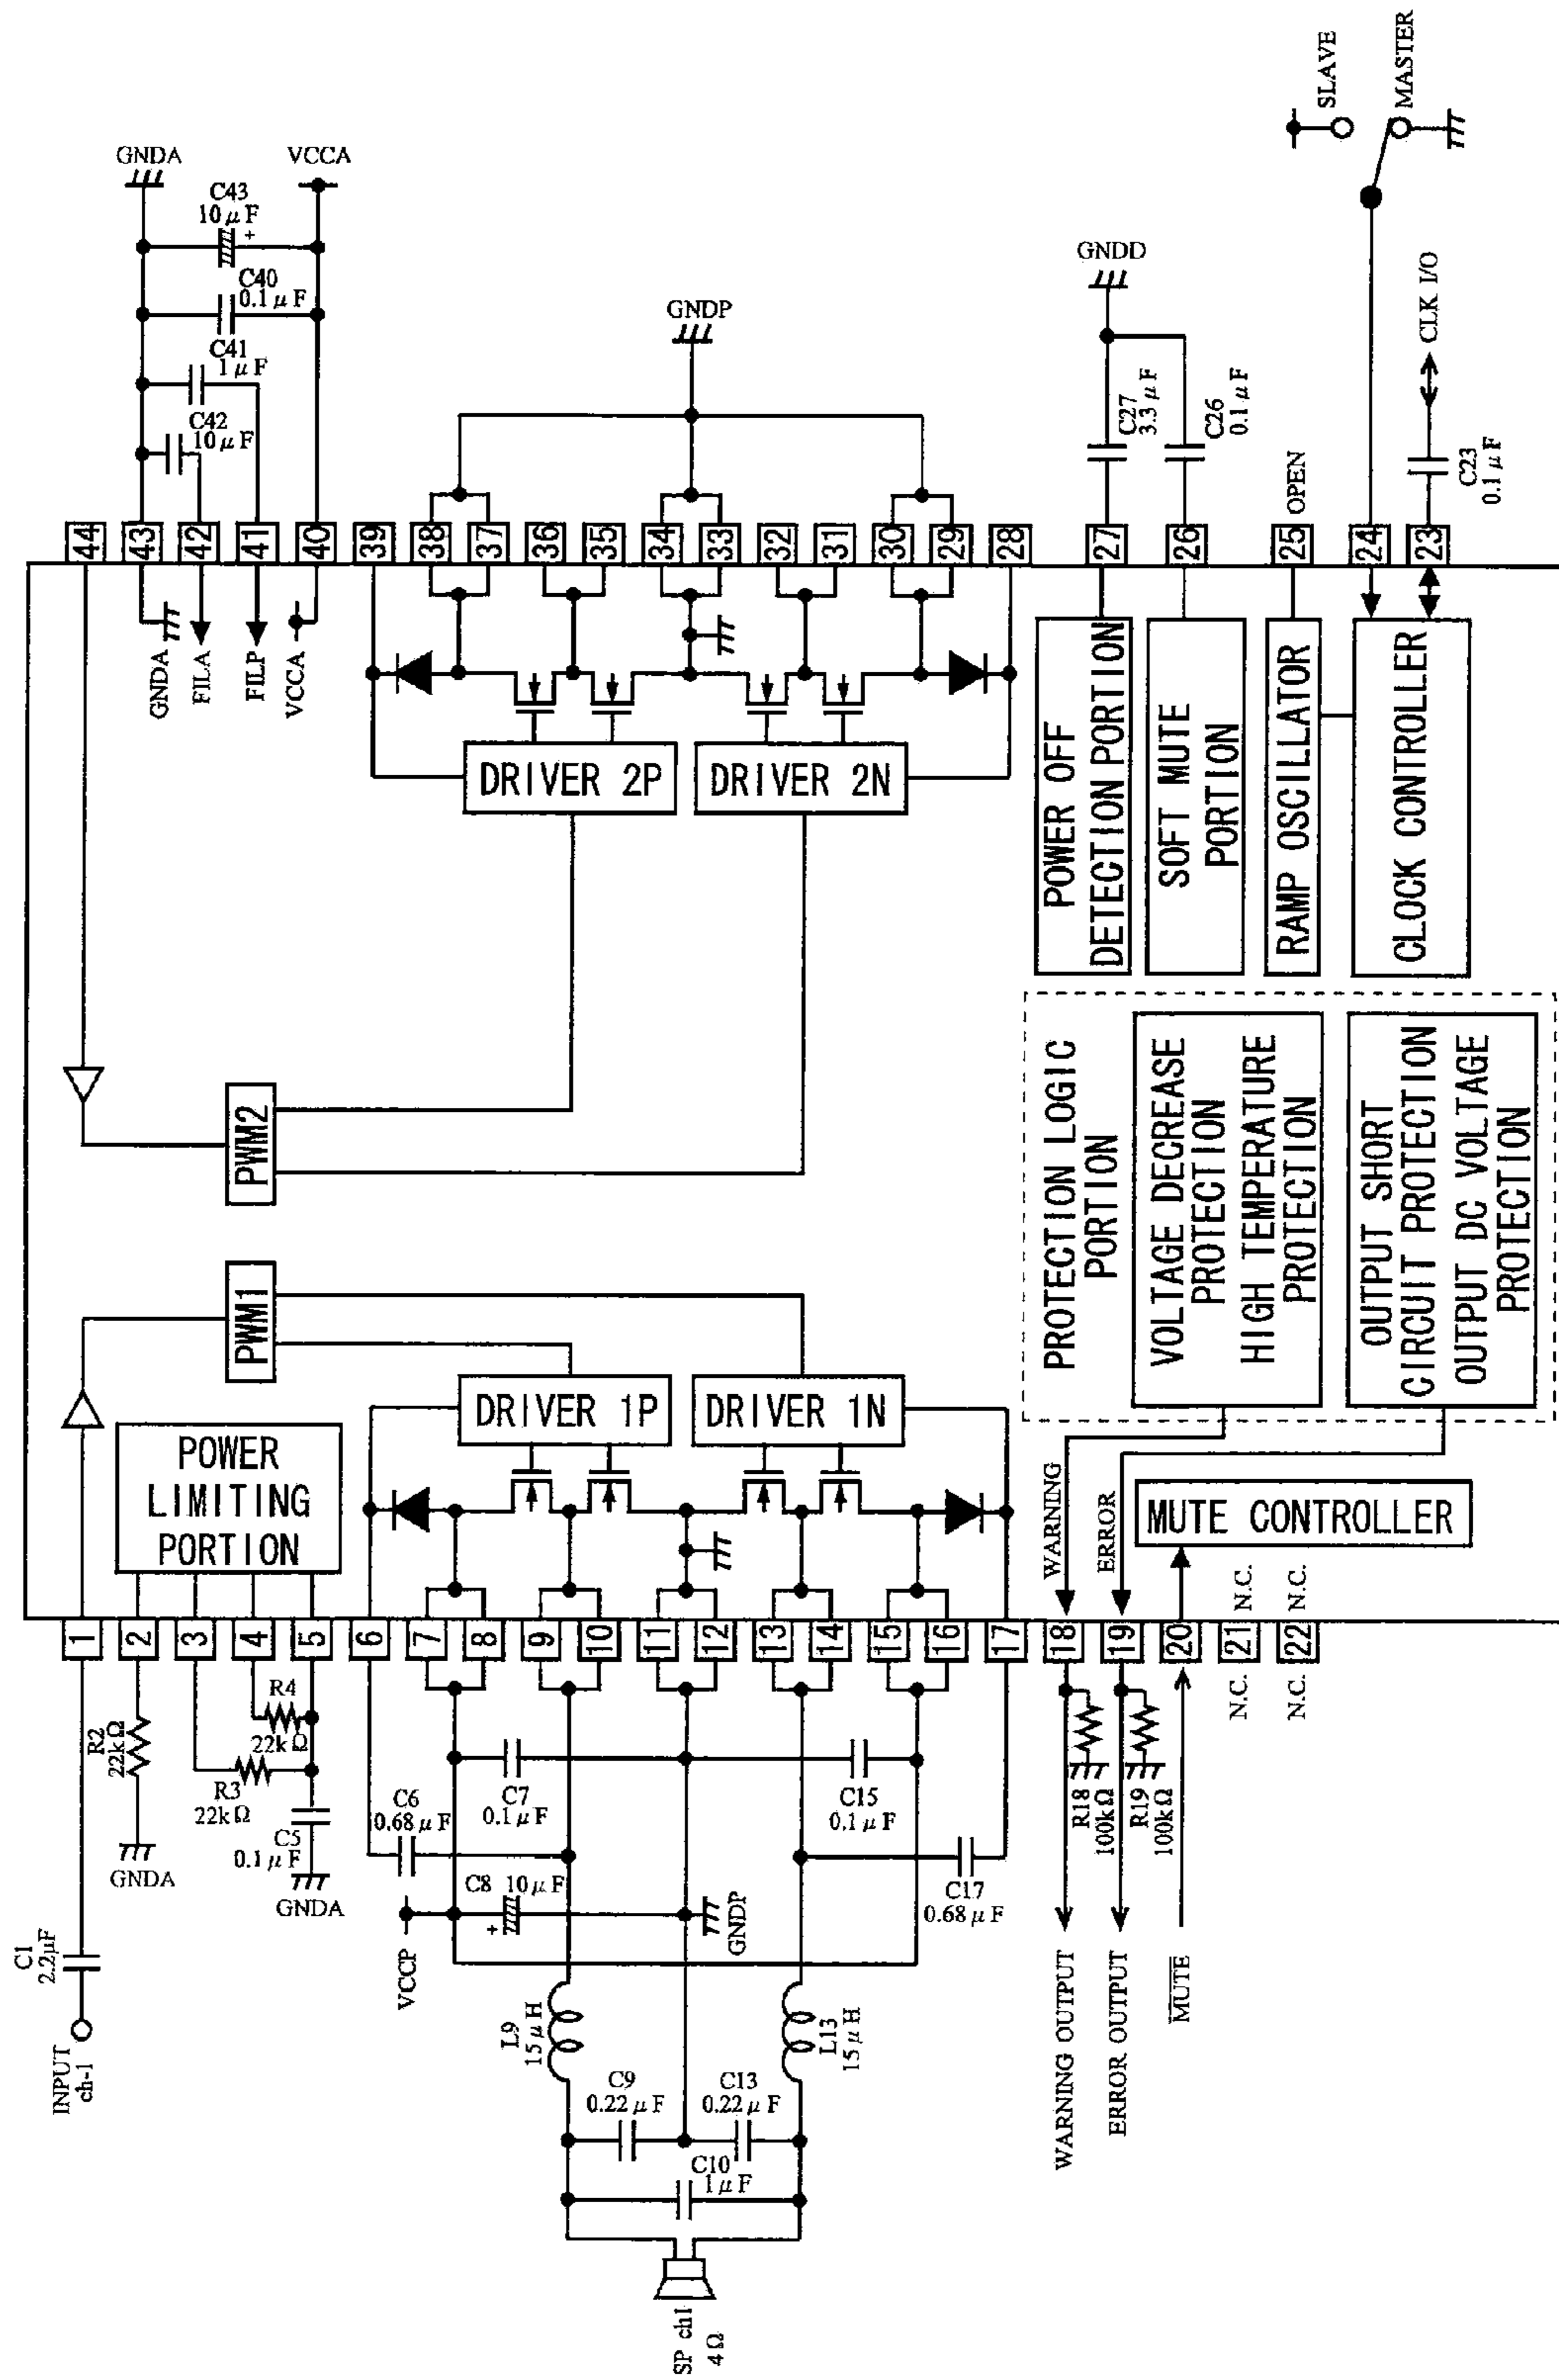 GNDA
VCCA
C43
10μF
+
C40
0.1μF
C41
1μF
C42
10μF
GNDP
GNDD
C27
3.3μF
C26
0.1μF
OPEN
SLAVE
MASTER
CLK I/O
C23
0.1μF
44
43
42
41
40
39
38
37
36
35
34
33
32
31
30
29
28
27
26
25
24
23
GNDA
FILA
FILP
VCCA
DRIVER 2P
DRIVER 2N
POWER OFF
DETECTION PORTION
SOFT MUTE
PORTION
RAMP OSCILLATOR
CLOCK CONTROLLER
PWM2
PWM1
PROTECTION LOGIC
PORTION
VOLTAGE DECREASE
PROTECTION
HIGH TEMPERATURE
PROTECTION
OUTPUT SHORT
CIRCUIT PROTECTION
OUTPUT DC VOLTAGE
PROTECTION
POWER
LIMITING
PORTION
DRIVER 1P
DRIVER 1N
WARNING
ERROR
MUTE CONTROLLER
N.C.
N.C.
1
2
3
4
5
6
7
8
9
10
11
12
13
14
15
16
17
18
19
20
21
22
N.C.
N.C.
R2
22kΩ
R4
22kΩ
R3
22kΩ
C5
0.1μF
GNDA
GNDA
C6
0.68μF
C7
0.1μF
C15
0.1μF
C8 10μF
+
C17
0.68μF
R18
100kΩ
R19
100kΩ
C1
2.2μF
INPUT
ch-1
VCCP
GNDP
L9
15μH
L13
15μH
C9
0.22μF
C13
0.22μF
C10
1μF
WARNING OUTPUT
ERROR OUTPUT
MUTE
SP ch1
4Ω